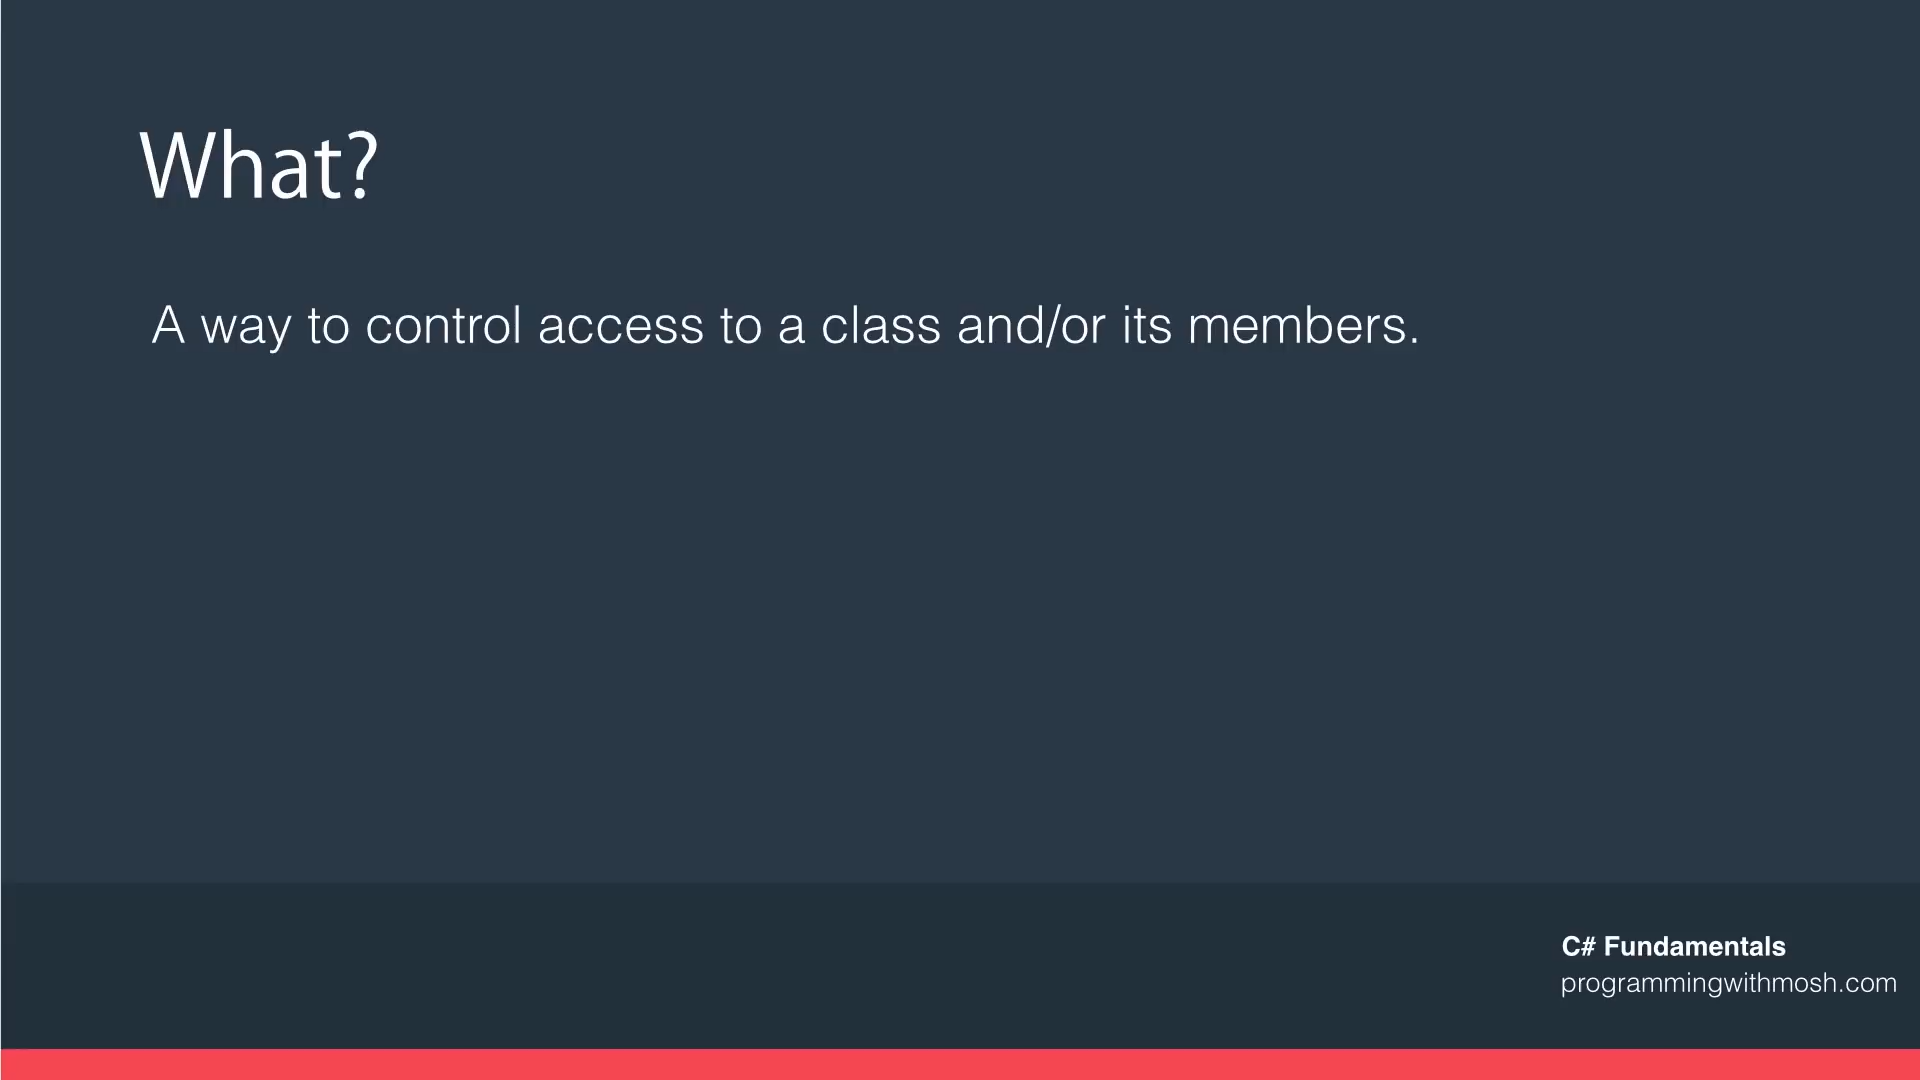 What?
A way to control access to a class and/or its members.
C# Fundamentals
programmingwithmosh.com